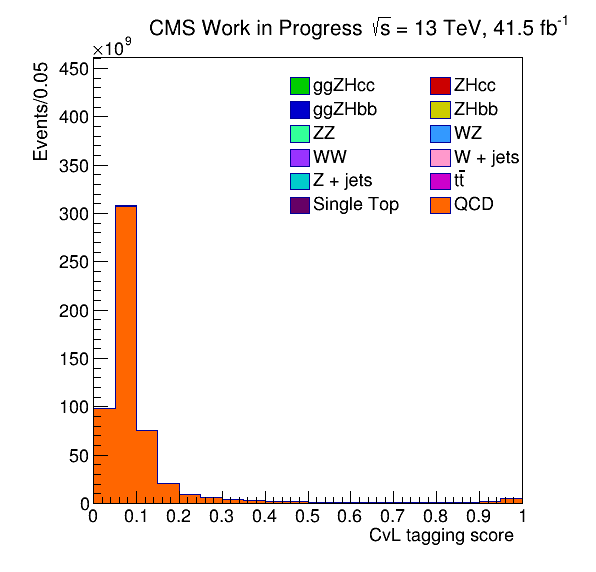 CMS Work in Progress √s = 13 TeV, 41.5 fb⁻¹
×10⁹
Events/0.05
450
400
350
300
250
200
150
100
50
0
ggZHcc ZHcc
ggZHbb ZHbb
ZZ WZ
WW W + jets
Z + jets tt̄
Single Top QCD
0 0.1 0.2 0.3 0.4 0.5 0.6 0.7 0.8 0.9 1
CvL tagging score